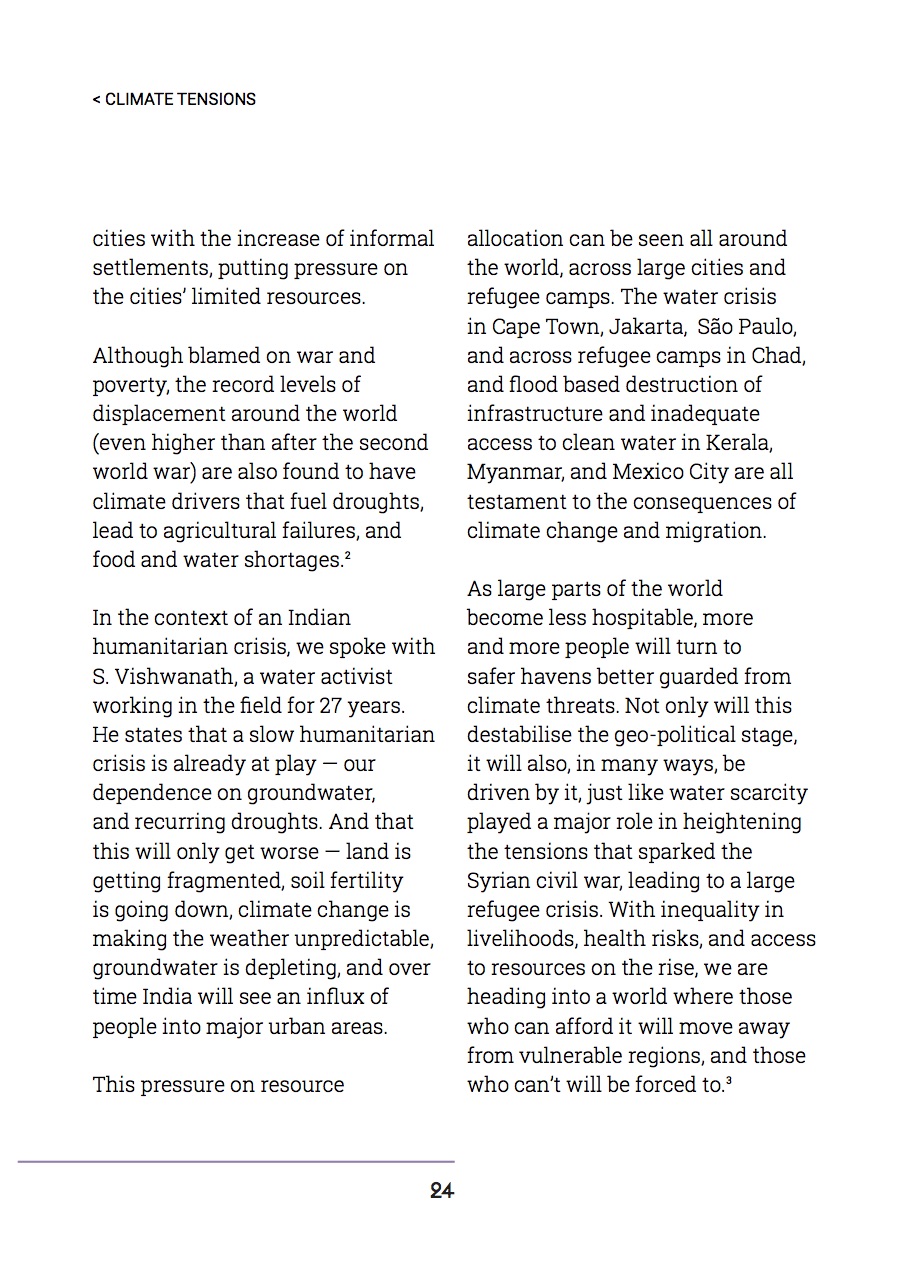 < CLIMATE TENSIONS
cities with the increase of informal
settlements, putting pressure on
the cities’ limited resources.
Although blamed on war and
poverty, the record levels of
displacement around the world
(even higher than after the second
world war) are also found to have
climate drivers that fuel droughts,
lead to agricultural failures, and
food and water shortages.²
In the context of an Indian
humanitarian crisis, we spoke with
S. Vishwanath, a water activist
working in the field for 27 years.
He states that a slow humanitarian
crisis is already at play — our
dependence on groundwater,
and recurring droughts. And that
this will only get worse — land is
getting fragmented, soil fertility
is going down, climate change is
making the weather unpredictable,
groundwater is depleting, and over
time India will see an influx of
people into major urban areas.
This pressure on resource
allocation can be seen all around
the world, across large cities and
refugee camps. The water crisis
in Cape Town, Jakarta,  São Paulo,
and across refugee camps in Chad,
and flood based destruction of
infrastructure and inadequate
access to clean water in Kerala,
Myanmar, and Mexico City are all
testament to the consequences of
climate change and migration.
As large parts of the world
become less hospitable, more
and more people will turn to
safer havens better guarded from
climate threats. Not only will this
destabilise the geo-political stage,
it will also, in many ways, be
driven by it, just like water scarcity
played a major role in heightening
the tensions that sparked the
Syrian civil war, leading to a large
refugee crisis. With inequality in
livelihoods, health risks, and access
to resources on the rise, we are
heading into a world where those
who can afford it will move away
from vulnerable regions, and those
who can’t will be forced to.³
24